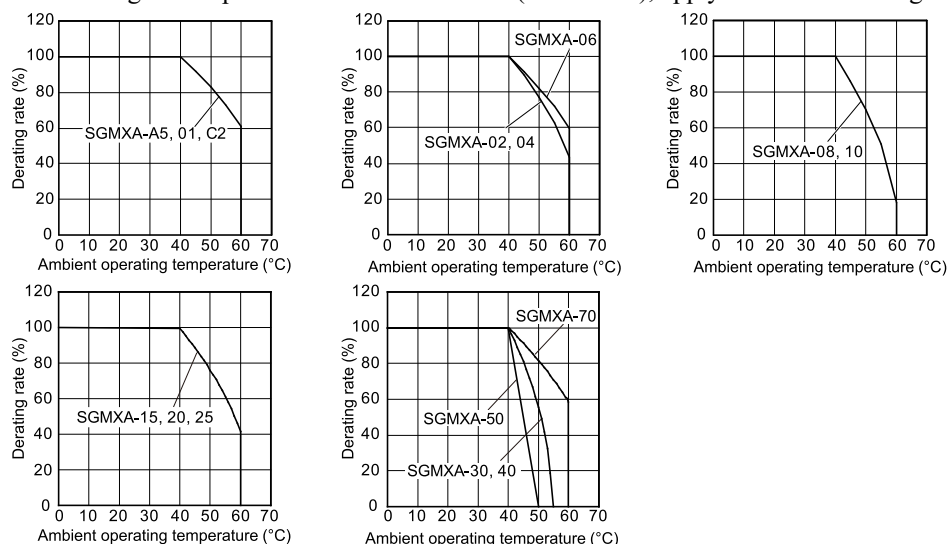 apply
120
100
80
60
40
20
0
Derating rate (%)
SGMXA-A5, 01, C2
0 10 20 30 40 50 60 70
Ambient operating temperature (°C)
120
100
80
60
40
20
0
Derating rate (%)
SGMXA-06
SGMXA-02, 04
0 10 20 30 40 50 60 70
Ambient operating temperature (°C)
120
100
80
60
40
20
0
Derating rate (%)
SGMXA-08, 10
0 10 20 30 40 50 60 70
Ambient operating temperature (°C)
120
100
80
60
40
20
0
Derating rate (%)
SGMXA-15, 20, 25
0 10 20 30 40 50 60 70
Ambient operating temperature (°C)
120
100
80
60
40
20
0
Derating rate (%)
SGMXA-70
SGMXA-50
SGMXA-30, 40
0 10 20 30 40 50 60 70
Ambient operating temperature (°C)